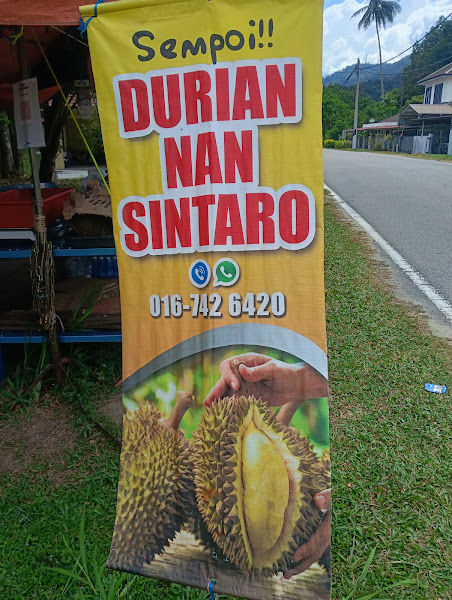 Sempoi!!
DURIAN
NAN
SINTARO
016-742 6420